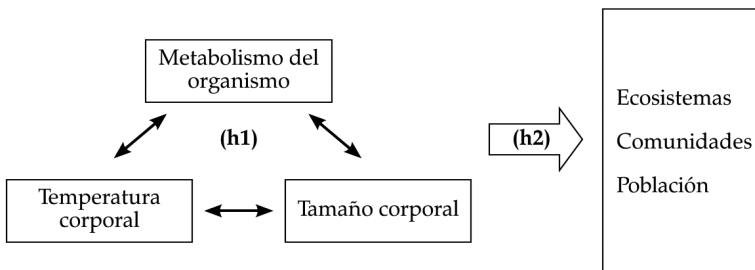 Metabolismo del
organismo
(h1)
Temperatura
corporal
Tamaño corporal
(h2)
Ecosistemas
Comunidades
Población